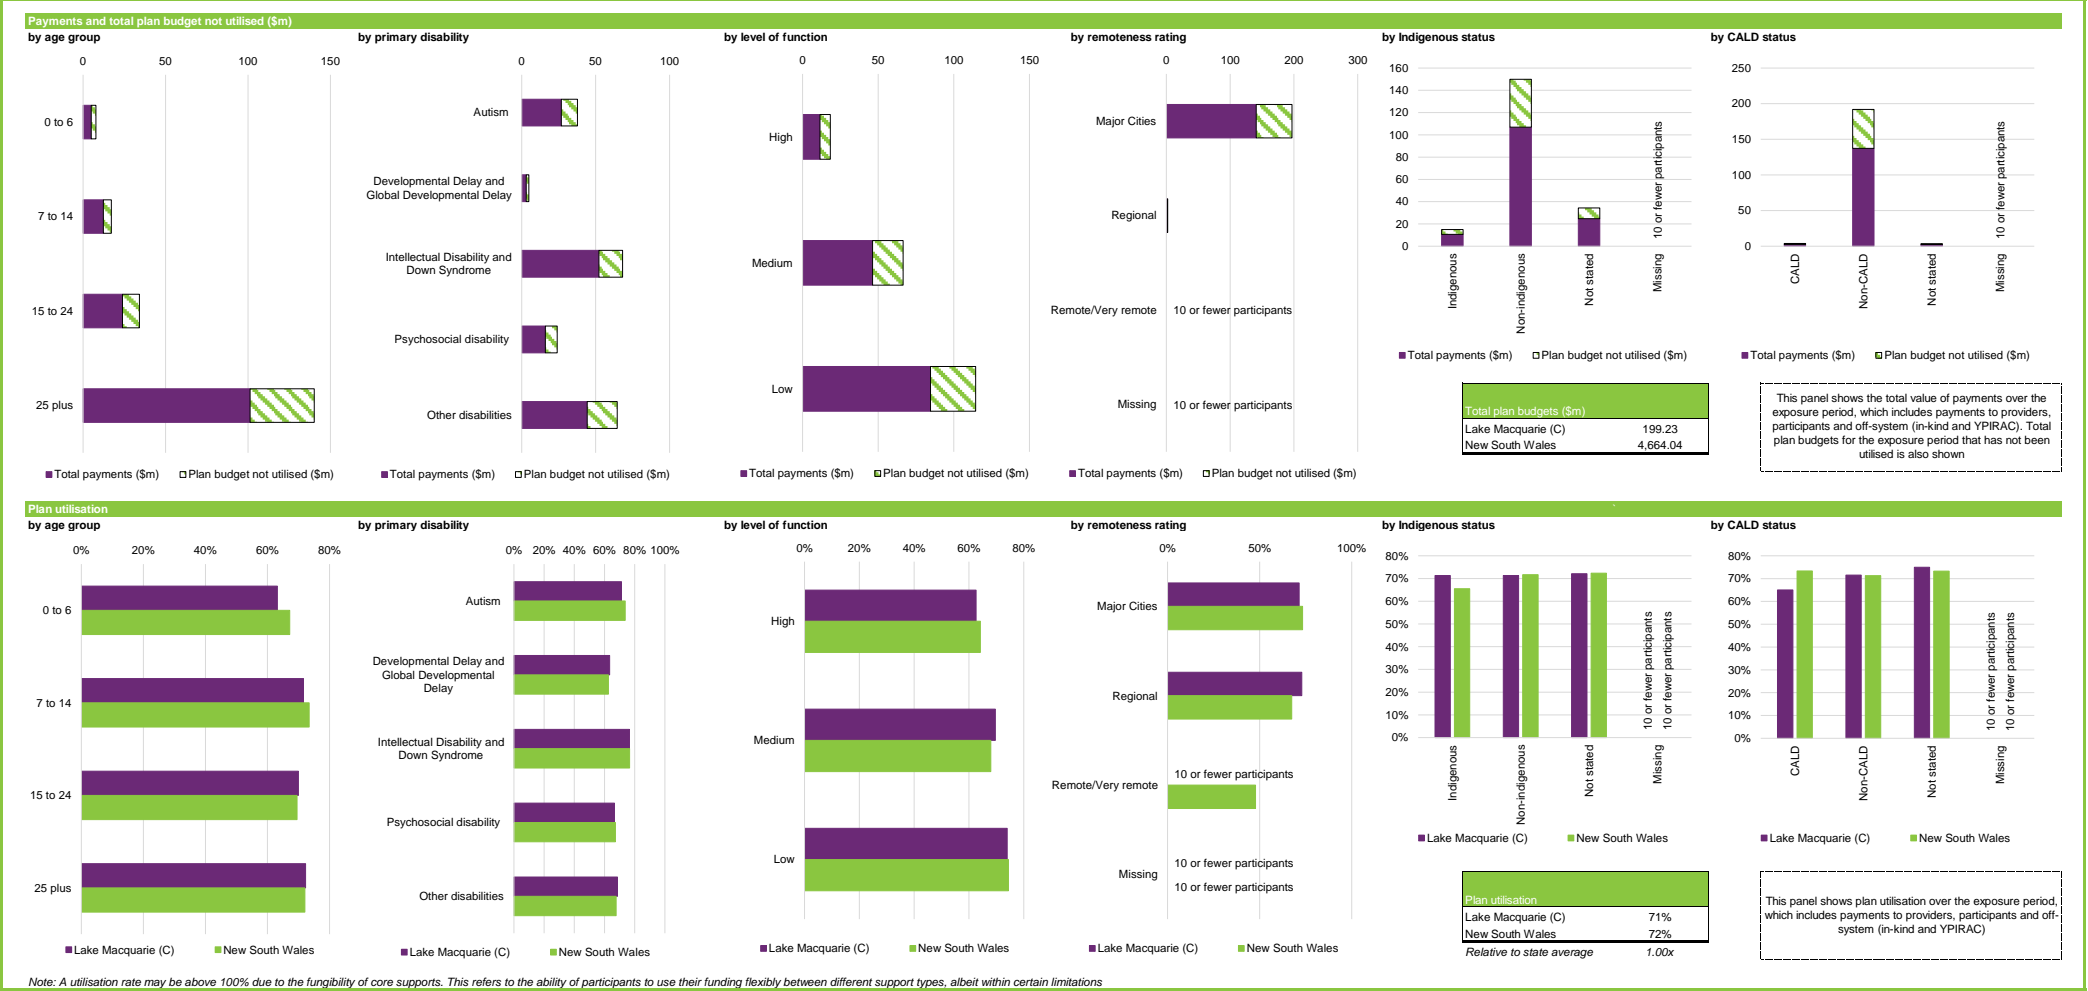 Payments and total plan budget not utilised ($m)
by age group
0 50 100 150
0 to 6
7 to 14
15 to 24
25 plus
Total payments ($m) Plan budget not utilised ($m)
by primary disability
0 50 100
Autism
Developmental Delay and
Global Developmental Delay
Intellectual Disability and
Down Syndrome
Psychosocial disability
Other disabilities
Total payments ($m) Plan budget not utilised ($m)
by level of function
0 50 100 150
High
Medium
Low
Total payments ($m) Plan budget not utilised ($m)
by remoteness rating
0 100 200 300
Major Cities
Regional
Remote/Very remote 10 or fewer participants
Missing 10 or fewer participants
Total payments ($m) Plan budget not utilised ($m)
by Indigenous status
160
140
120
100
80
60
40
20
0
10 or fewer participants
Indigenous
Non-indigenous
Not stated
Missing
Total payments ($m) Plan budget not utilised ($m)
Total plan budgets ($m)
Lake Macquarie (C) 199.23
New South Wales 4,664.04
by CALD status
250
200
150
100
50
0
10 or fewer participants
CALD
Non-CALD
Not stated
Missing
Total payments ($m) Plan budget not utilised ($m)
This panel shows the total value of payments over the
exposure period, which includes payments to providers,
participants and off-system (in-kind and YPIRAC). Total
plan budgets for the exposure period that has not been
utilised is also shown
Plan utilisation
by age group
0% 20% 40% 60% 80%
0 to 6
7 to 14
15 to 24
25 plus
Lake Macquarie (C) New South Wales
by primary disability
0% 20% 40% 60% 80% 100%
Autism
Developmental Delay and
Global Developmental
Delay
Intellectual Disability and
Down Syndrome
Psychosocial disability
Other disabilities
Lake Macquarie (C) New South Wales
by level of function
0% 20% 40% 60% 80%
High
Medium
Low
Lake Macquarie (C) New South Wales
by remoteness rating
0% 50% 100%
Major Cities
Regional
10 or fewer participants
Remote/Very remote
10 or fewer participants
Missing
10 or fewer participants
Lake Macquarie (C) New South Wales
by Indigenous status
80%
70%
60%
50%
40%
30%
20%
10%
0%
10 or fewer participants
10 or fewer participants
Indigenous
Non-indigenous
Not stated
Missing
Lake Macquarie (C) New South Wales
Plan utilisation
Lake Macquarie (C) 71%
New South Wales 72%
Relative to state average 1.00x
by CALD status
80%
70%
60%
50%
40%
30%
20%
10%
0%
10 or fewer participants
10 or fewer participants
CALD
Non-CALD
Not stated
Missing
Lake Macquarie (C) New South Wales
This panel shows plan utilisation over the exposure period,
which includes payments to providers, participants and off-
system (in-kind and YPIRAC)
Note: A utilisation rate may be above 100% due to the fungibility of core supports. This refers to the ability of participants to use their funding flexibly between different support types, albeit within certain limitations